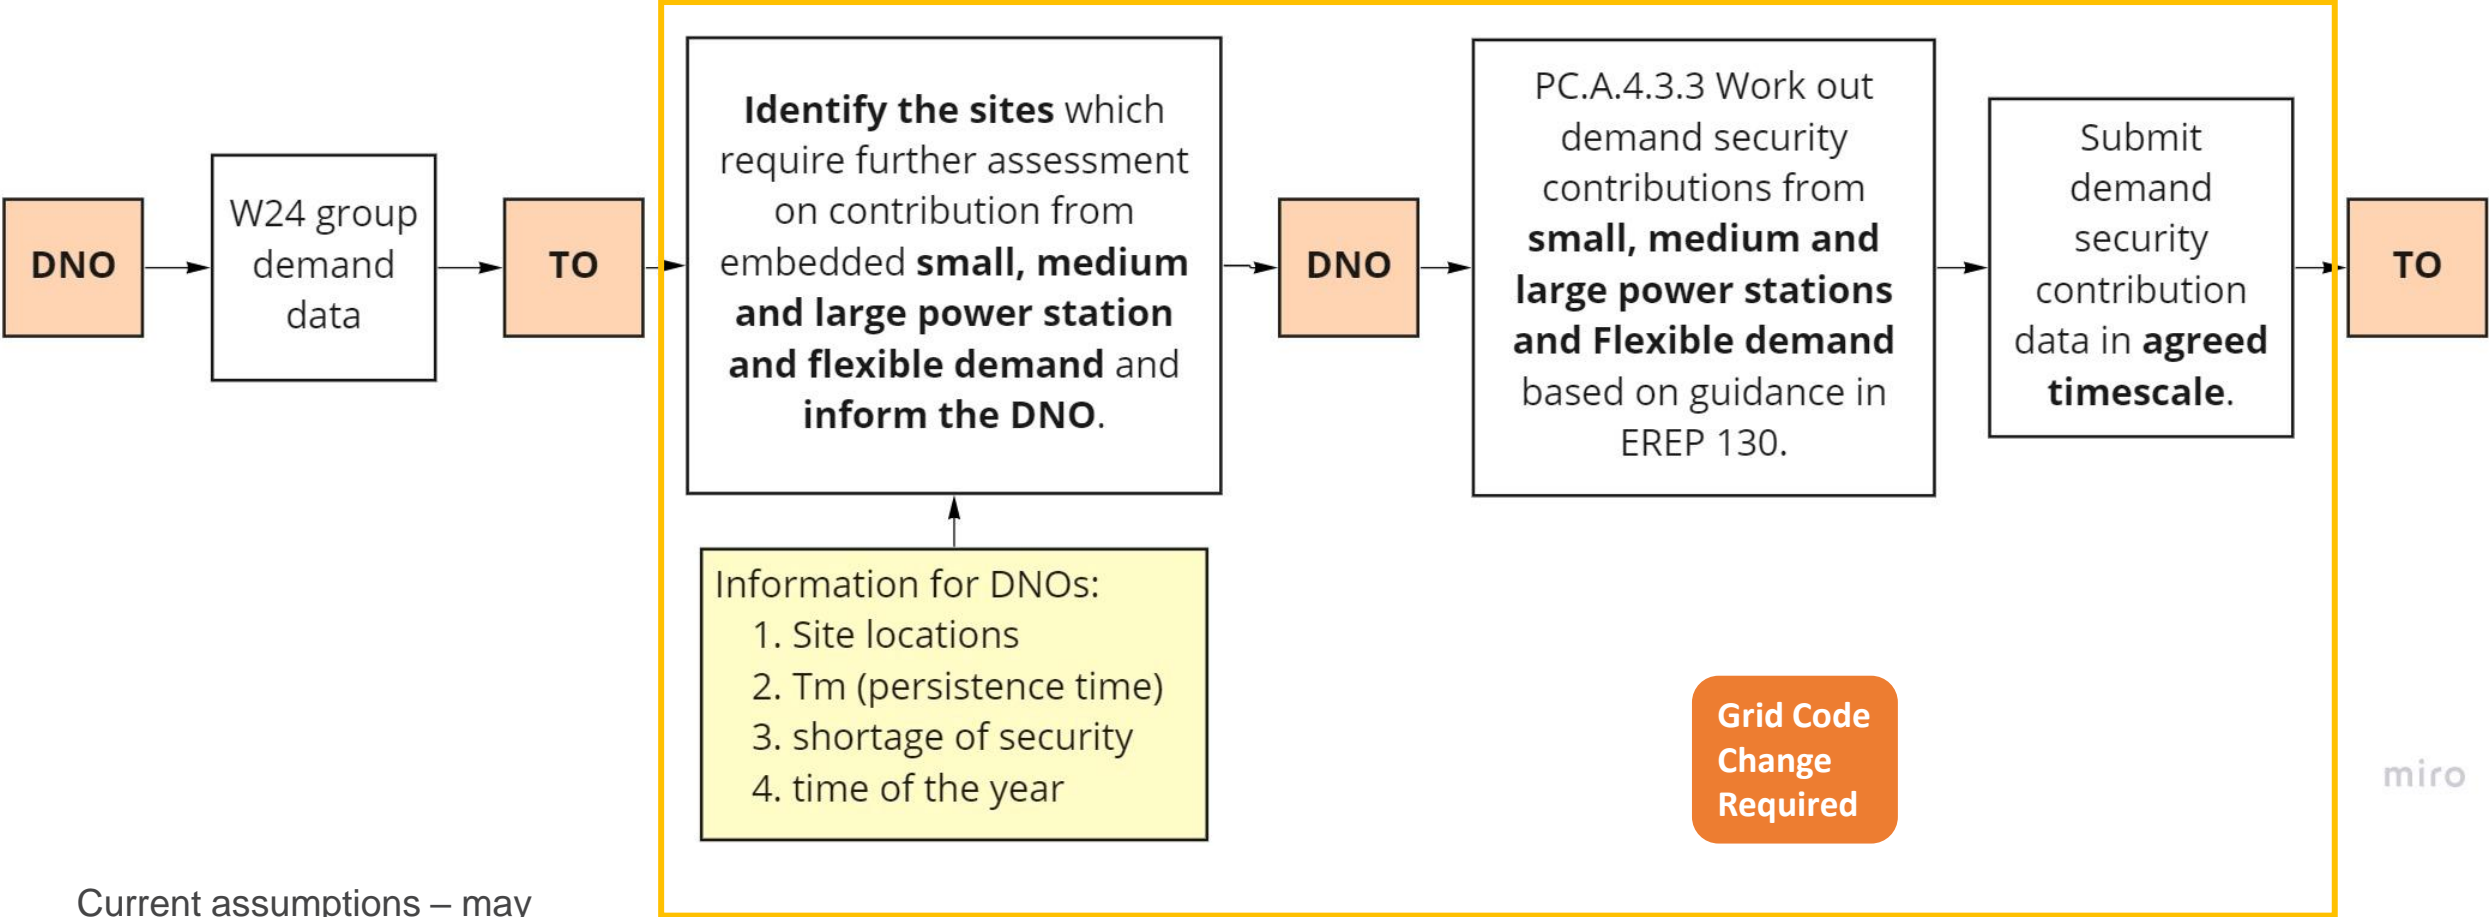 DNO
W24 group
demand
data
TO
Identify the sites which
require further assessment
on contribution from
embedded small, medium
and large power station
and flexible demand and
inform the DNO.
Information for DNOs:
1. Site locations
2. Tm (persistence time)
3. shortage of security
4. time of the year
DNO
PC.A.4.3.3 Work out
demand security
contributions from
small, medium and
large power stations
and Flexible demand
based on guidance in
EREP 130.
Submit
demand
security
contribution
data in agreed
timescale.
TO
Grid Code
Change
Required
miro
Current assumptions – may